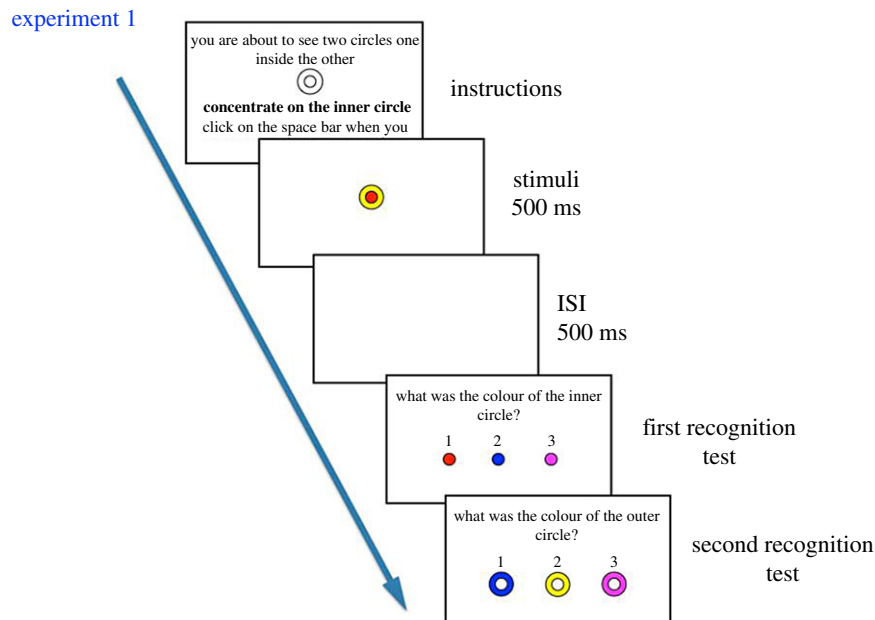 experiment 1
you are about to see two circles one
inside the other
concentrate on the inner circle
click on the space bar when you
instructions
stimuli
500 ms
ISI
500 ms
what was the colour of the inner
circle?
1 2 3
first recognition
test
what was the colour of the outer
circle?
1 2 3
second recognition
test